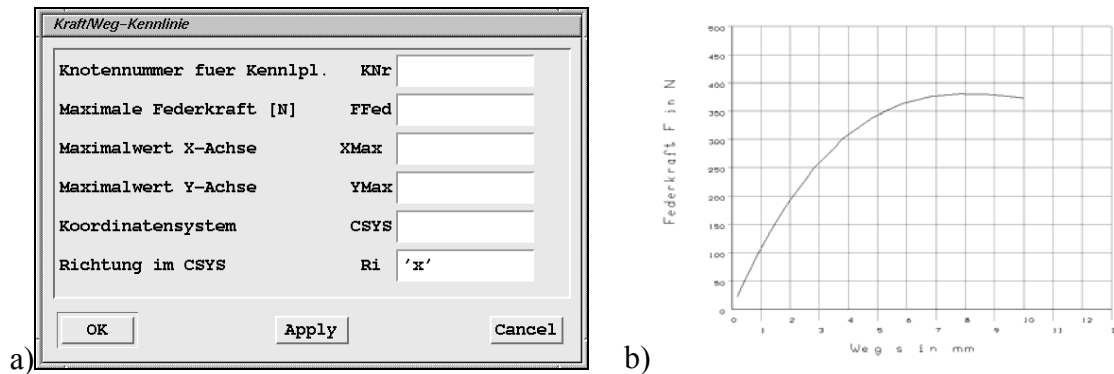 Kraft/Weg-Kennlinie
Knotennummer fuer Kennlpl. KNr
Maximale Federkraft [N] FFed
Maximalwert X-Achse XMax
Maximalwert Y-Achse YMax
Koordinatensystem CSYS
Richtung im CSYS Ri 'x'
OK Apply Cancel
a)
Federkraft F in N
500
450
400
350
300
250
200
150
100
50
0
0 1 2 3 4 5 6 7 8 9 10 11 12 1
Weg s in mm
b)